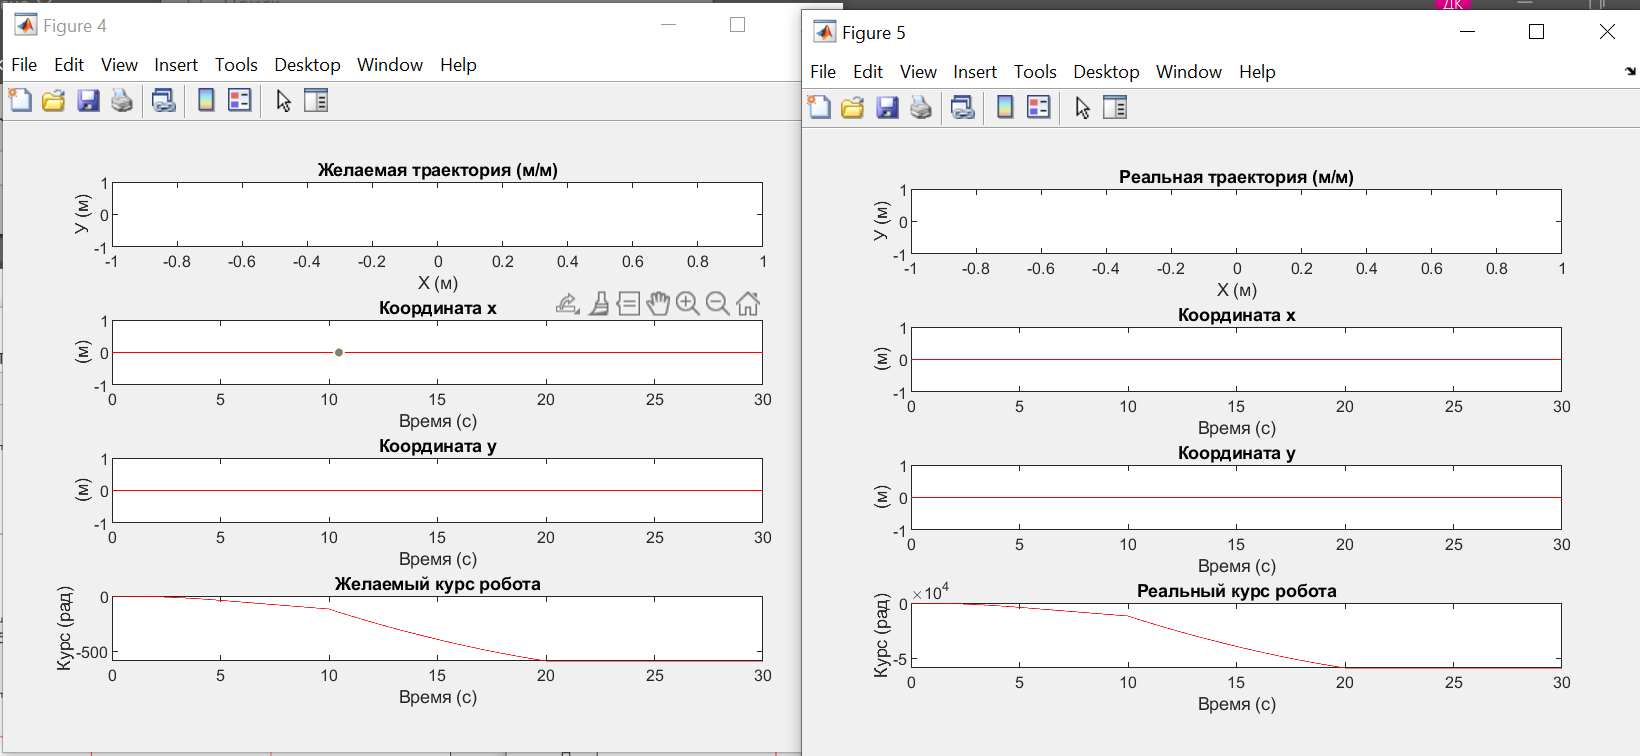 ДК
Figure 4
File Edit View Insert Tools Desktop Window Help
Желаемая траектория (м/м)
У (м)
1
0
-1
-1 -0.8 -0.6 -0.4 -0.2 0 0.2 0.4 0.6 0.8 1
X (м)
Координата x
(м)
1
0
-1
0 5 10 15 20 25 30
Время (с)
Координата y
(м)
1
0
-1
0 5 10 15 20 25 30
Время (с)
Желаемый курс робота
Курс (рад)
0
-500
0 5 10 15 20 25 30
Время (с)
Figure 5
File Edit View Insert Tools Desktop Window Help
Реальная траектория (м/м)
У (м)
1
0
-1
-1 -0.8 -0.6 -0.4 -0.2 0 0.2 0.4 0.6 0.8 1
X (м)
Координата x
(м)
1
0
-1
0 5 10 15 20 25 30
Время (с)
Координата y
(м)
1
0
-1
0 5 10 15 20 25 30
Время (с)
×10⁴
Реальный курс робота
Курс (рад)
0
-5
0 5 10 15 20 25 30
Время (с)